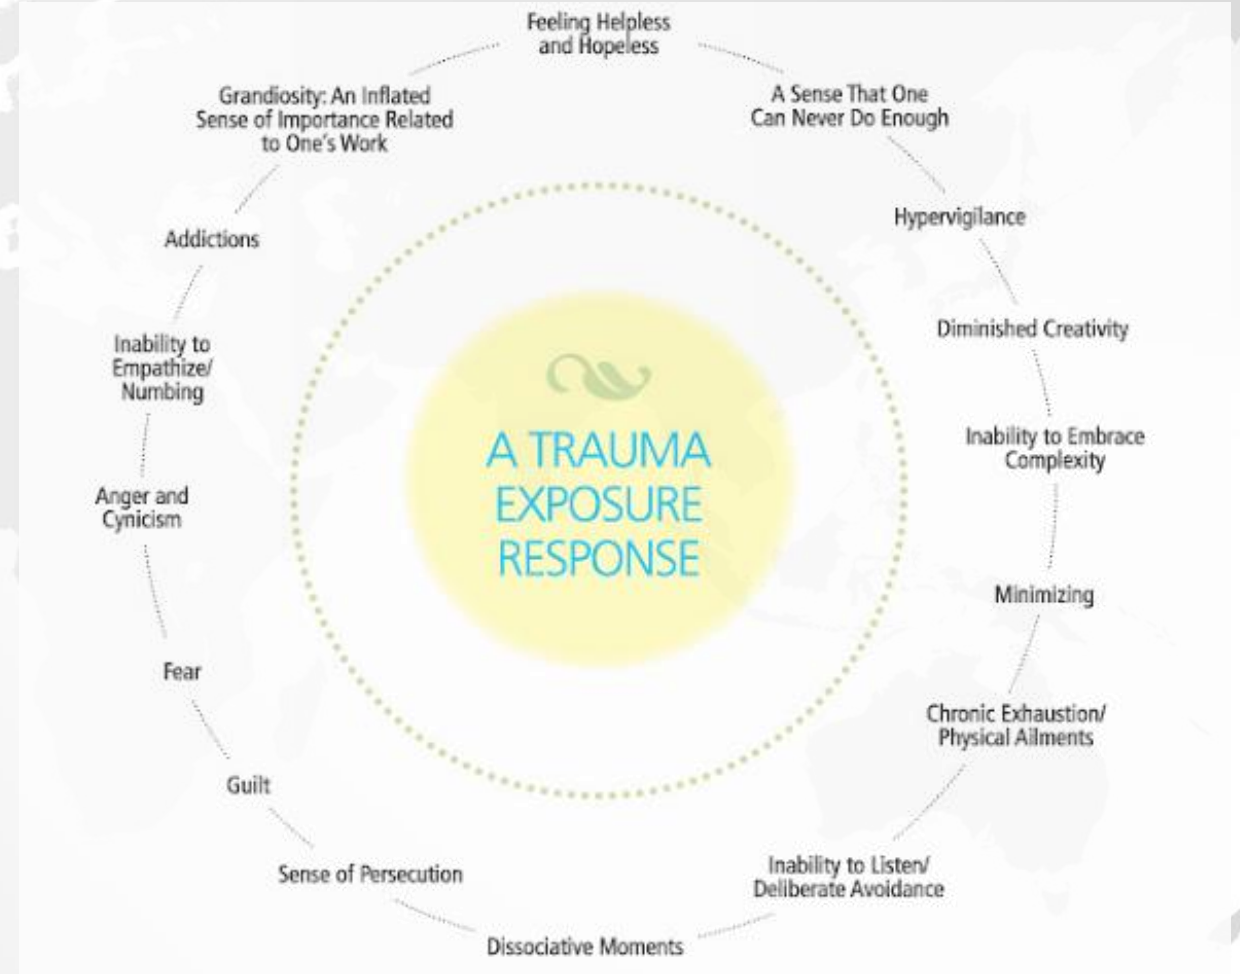 Feeling Helpless
and Hopeless
A Sense That One
Can Never Do Enough
Hypervigilance
Diminished Creativity
Inability to Embrace
Complexity
Minimizing
Chronic Exhaustion/
Physical Ailments
Inability to Listen/
Deliberate Avoidance
Dissociative Moments
Sense of Persecution
Guilt
Fear
Anger and
Cynicism
Inability to
Empathize/
Numbing
Addictions
Grandiosity: An Inflated
Sense of Importance Related
to One's Work
A TRAUMA
EXPOSURE
RESPONSE